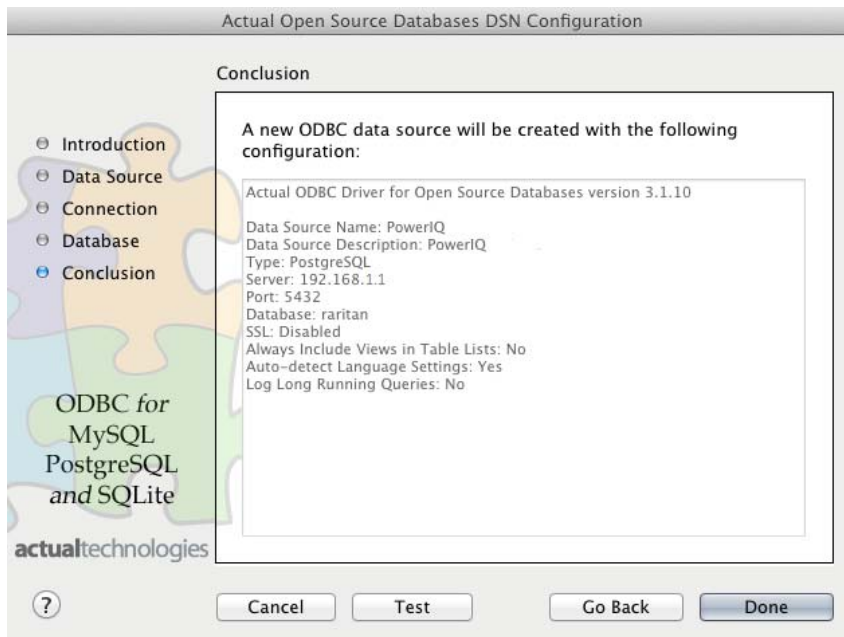 Actual Open Source Databases DSN Configuration
Conclusion
Introduction
Data Source
Connection
Database
Conclusion
ODBC for
MySQL
PostgreSQL
and SQLite
actualtechnologies
A new ODBC data source will be created with the following
configuration:
Actual ODBC Driver for Open Source Databases version 3.1.10
Data Source Name: PowerIQ
Data Source Description: PowerIQ
Type: PostgreSQL
Server: 192.168.1.1
Port: 5432
Database: raritan
SSL: Disabled
Always Include Views in Table Lists: No
Auto-detect Language Settings: Yes
Log Long Running Queries: No
?
Cancel
Test
Go Back
Done